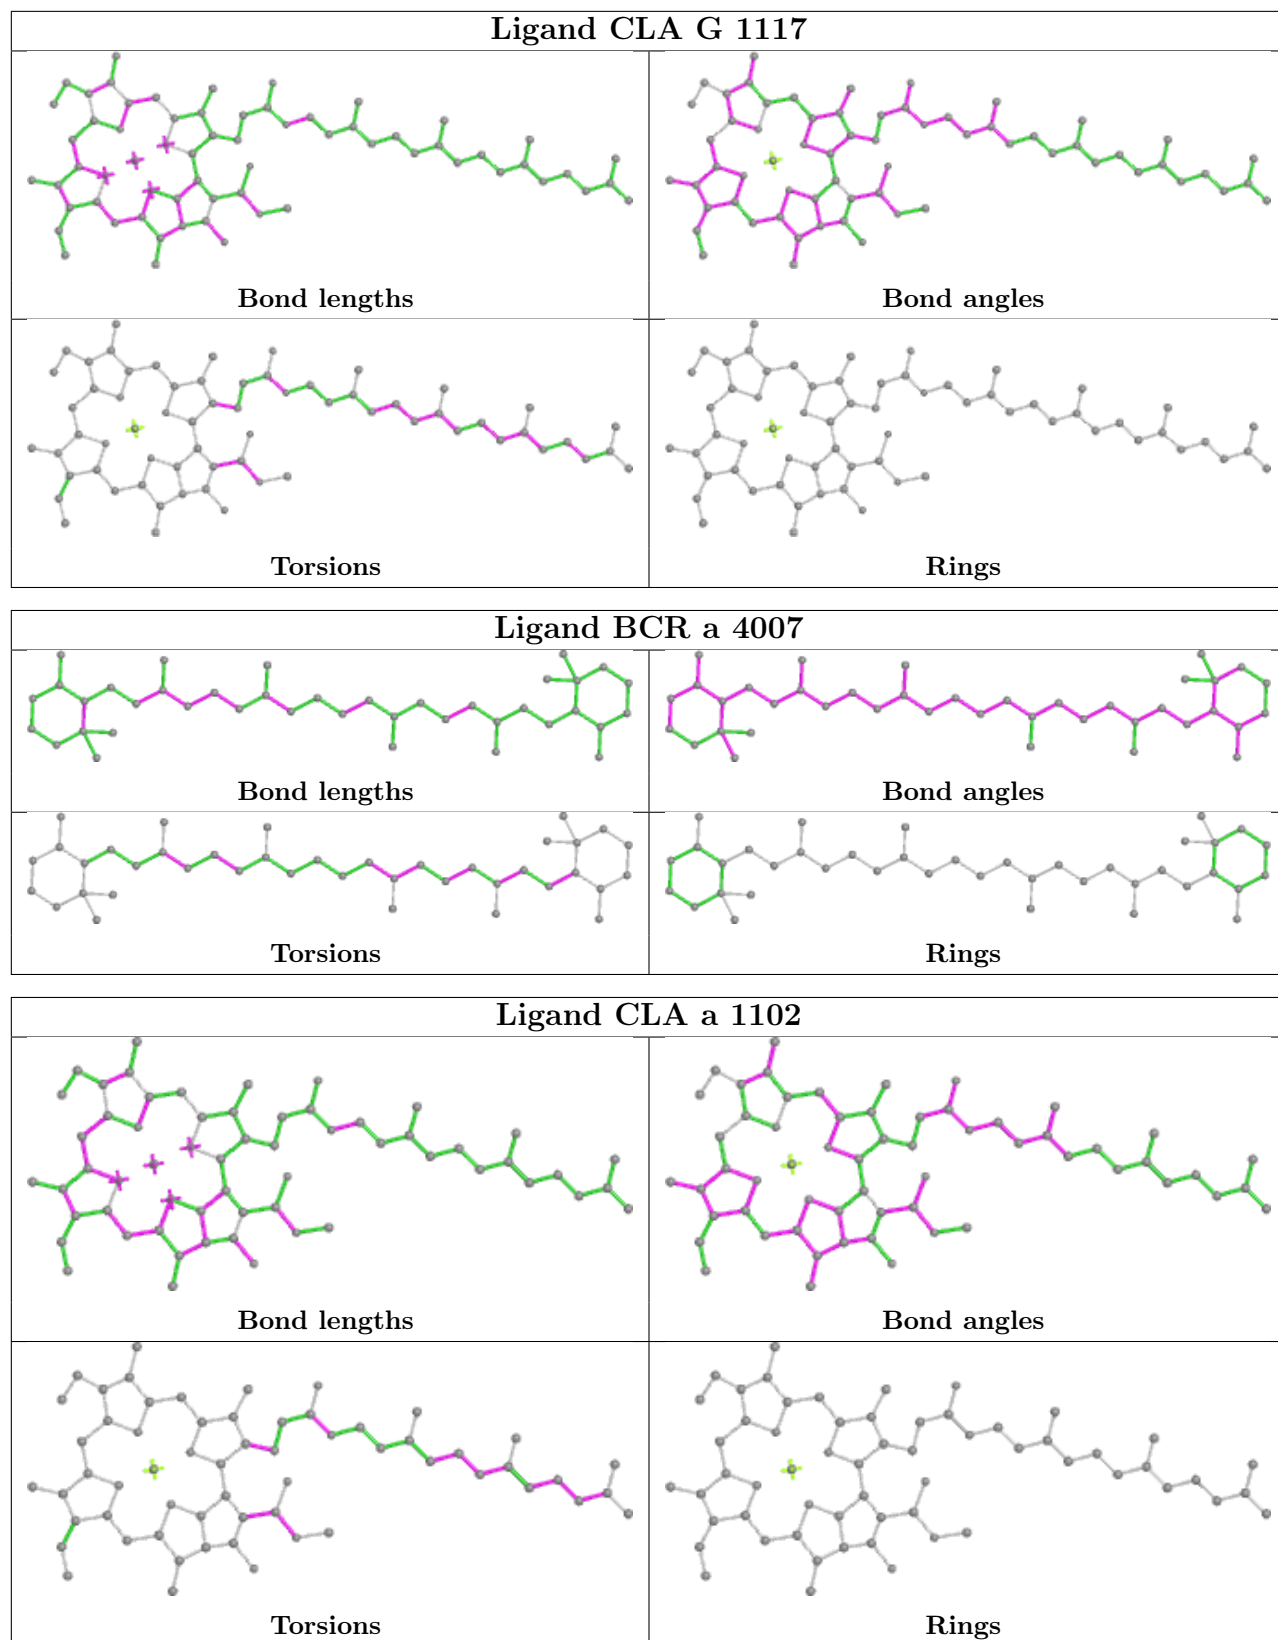 Ligand CLA G 1117
Bond lengths
Bond angles
Torsions
Rings
Ligand BCR a 4007
Bond lengths
Bond angles
Torsions
Rings
Ligand CLA a 1102
Bond lengths
Bond angles
Torsions
Rings